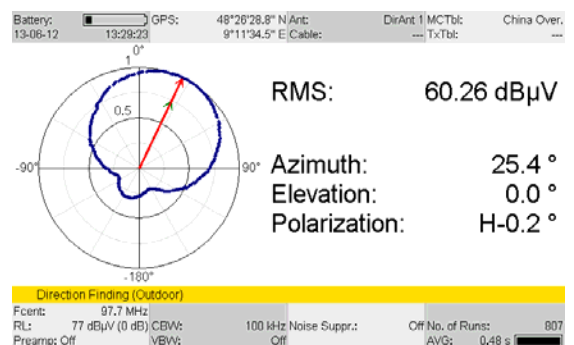 Battery: GPS: 48°26'28.8" N Ant: DirAnt 1 MCTbl: China Over.
13-06-12 13:29:23 9°11'34.5" E Cable: --- TxTbl: ---
0°
1
0.5
-90°
90°
-180°
RMS: 60.26 dBµV
Azimuth: 25.4 °
Elevation: 0.0 °
Polarization: H-0.2 °
Direction Finding (Outdoor)
Fcent: 97.7 MHz
RL: 77 dBµV (0 dB) CBW: 100 kHz Noise Suppr.: Off No. of Runs: 807
Preamp: Off VBW: Off AVG: 0.48 s